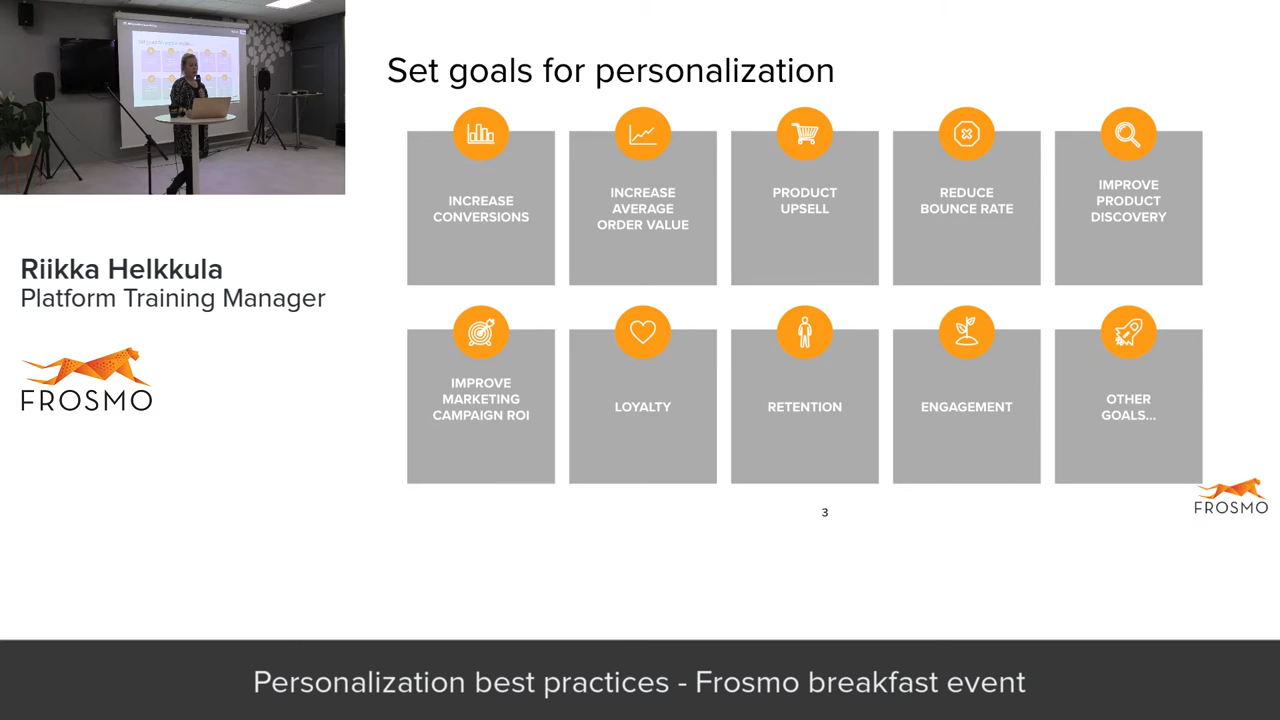 Set goals for personalization
INCREASE
CONVERSIONS
INCREASE
AVERAGE
ORDER VALUE
PRODUCT
UPSELL
REDUCE
BOUNCE RATE
IMPROVE
PRODUCT
DISCOVERY
Riikka Helkkula
Platform Training Manager
FROSMO
IMPROVE
MARKETING
CAMPAIGN ROI
LOYALTY
RETENTION
ENGAGEMENT
OTHER
GOALS...
FROSMO
3
Personalization best practices - Frosmo breakfast event